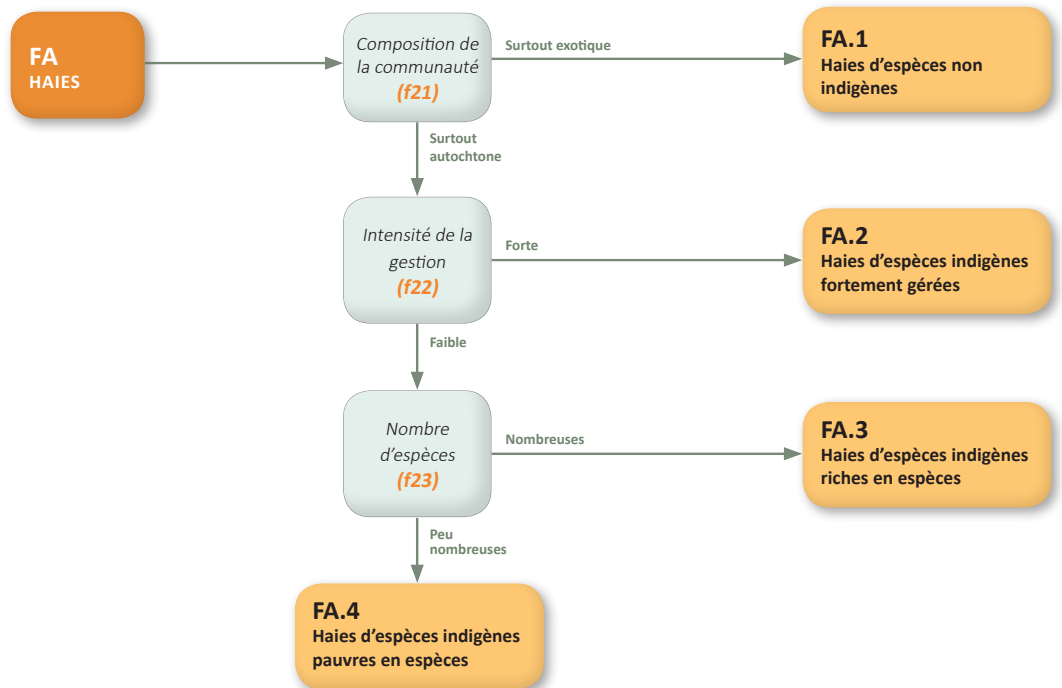 FA
HAIES
Composition de
la communauté
(f21)
Surtout exotique
FA.1
Haies d’espèces non
indigènes
Surtout
autochtone
Intensité de la
gestion
(f22)
Forte
FA.2
Haies d’espèces indigènes
fortement gérées
Faible
Nombre
d’espèces
(f23)
Nombreuses
FA.3
Haies d’espèces indigènes
riches en espèces
Peu
nombreuses
FA.4
Haies d’espèces indigènes
pauvres en espèces